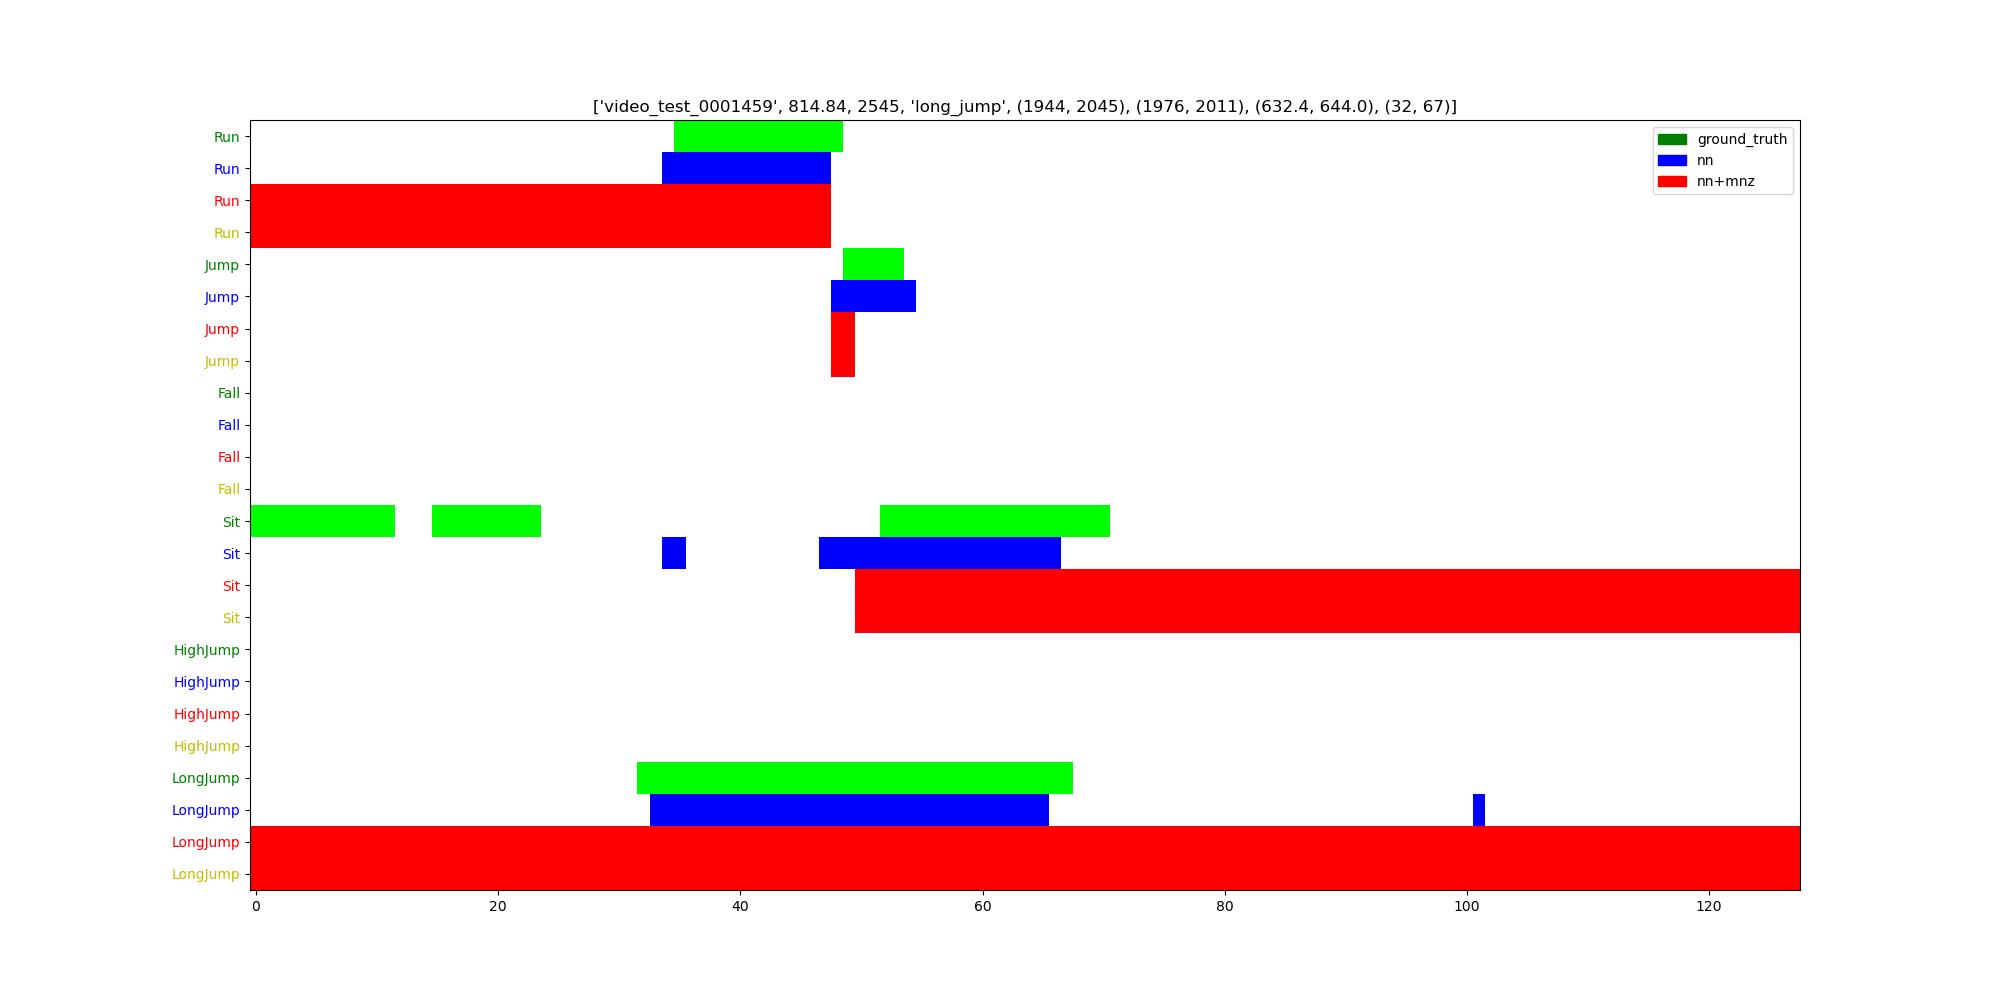 ['video_test_0001459', 814.84, 2545, 'long_jump', (1944, 2045), (1976, 2011), (632.4, 644.0), (32, 67)]
Run
Run
Run
Run
Jump
Jump
Jump
Jump
Fall
Fall
Fall
Fall
Sit
Sit
Sit
Sit
HighJump
HighJump
HighJump
HighJump
LongJump
LongJump
LongJump
LongJump
ground_truth
nn
nn+mnz
0 20 40 60 80 100 120